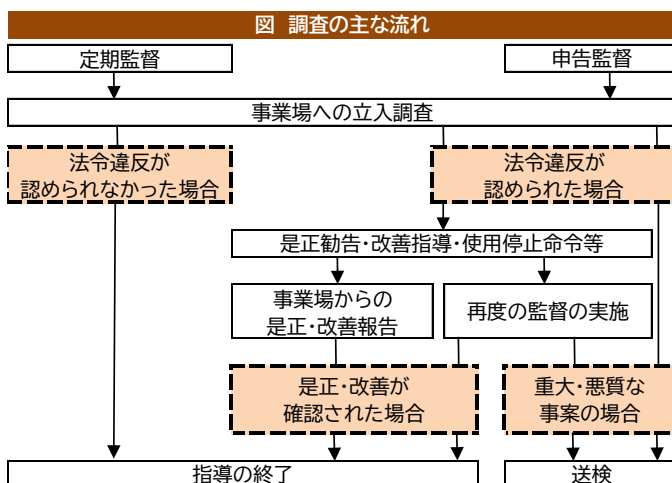 図 調査の主な流れ
定期監督
申告監督
事業場への立入調査
法令違反が
認められなかった場合
法令違反が
認められた場合
是正勧告・改善指導・使用停止命令等
事業場からの
是正・改善報告
再度の監督の実施
是正・改善が
確認された場合
重大・悪質な
事案の場合
指導の終了
送検